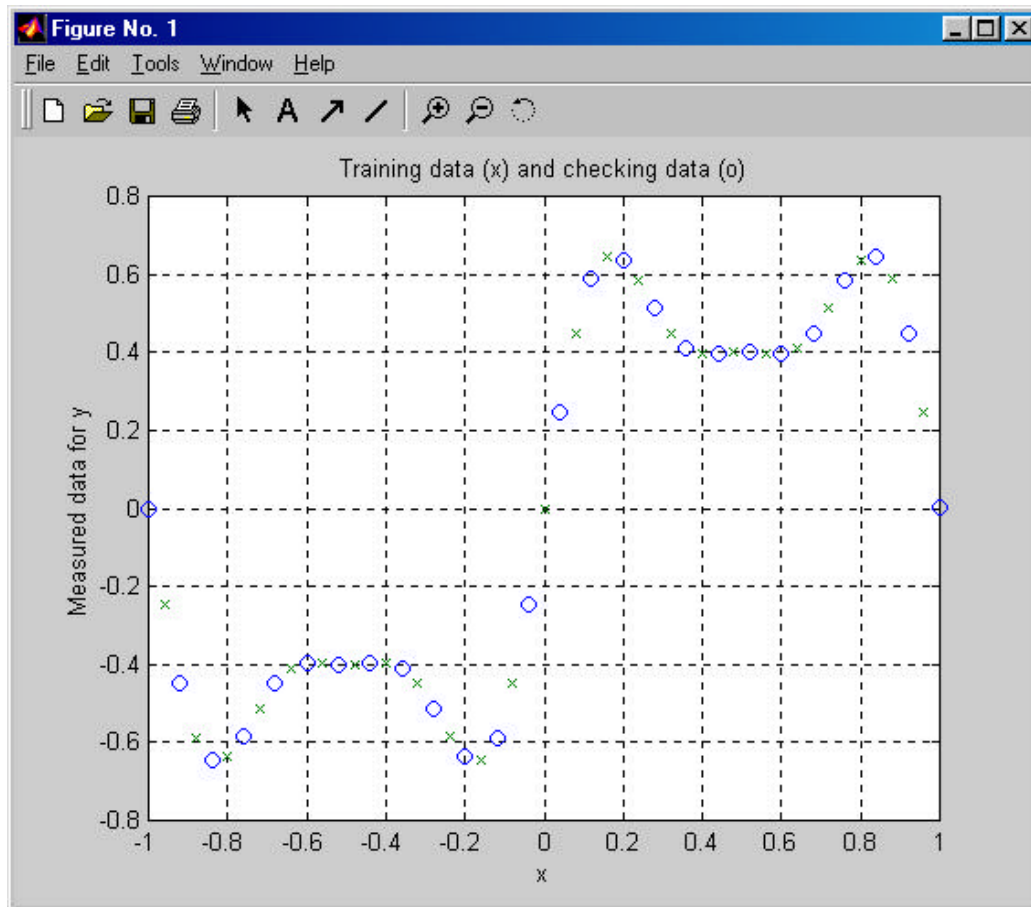 Figure No. 1
File Edit Tools Window Help
A
Training data (x) and checking data (o)
0.8
0.6
0.4
0.2
0
-0.2
-0.4
-0.6
-0.8
Measured data for y
-1 -0.8 -0.6 -0.4 -0.2 0 0.2 0.4 0.6 0.8 1
x